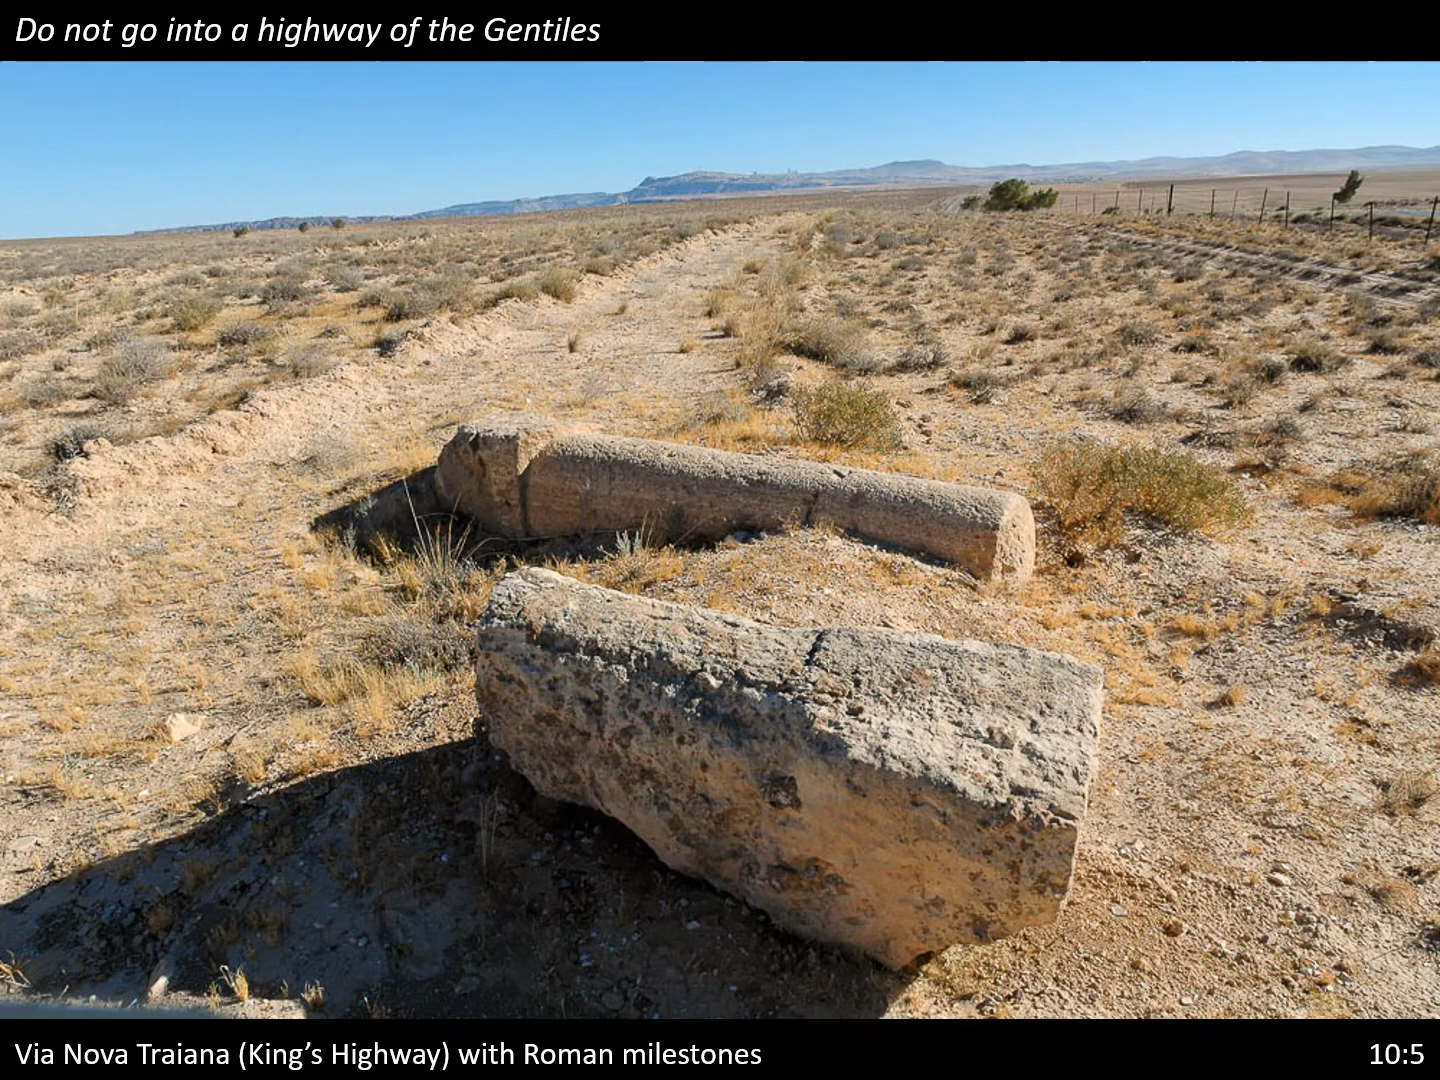 Do not go into a highway of the Gentiles
Via Nova Traiana (King’s Highway) with Roman milestones
10:5